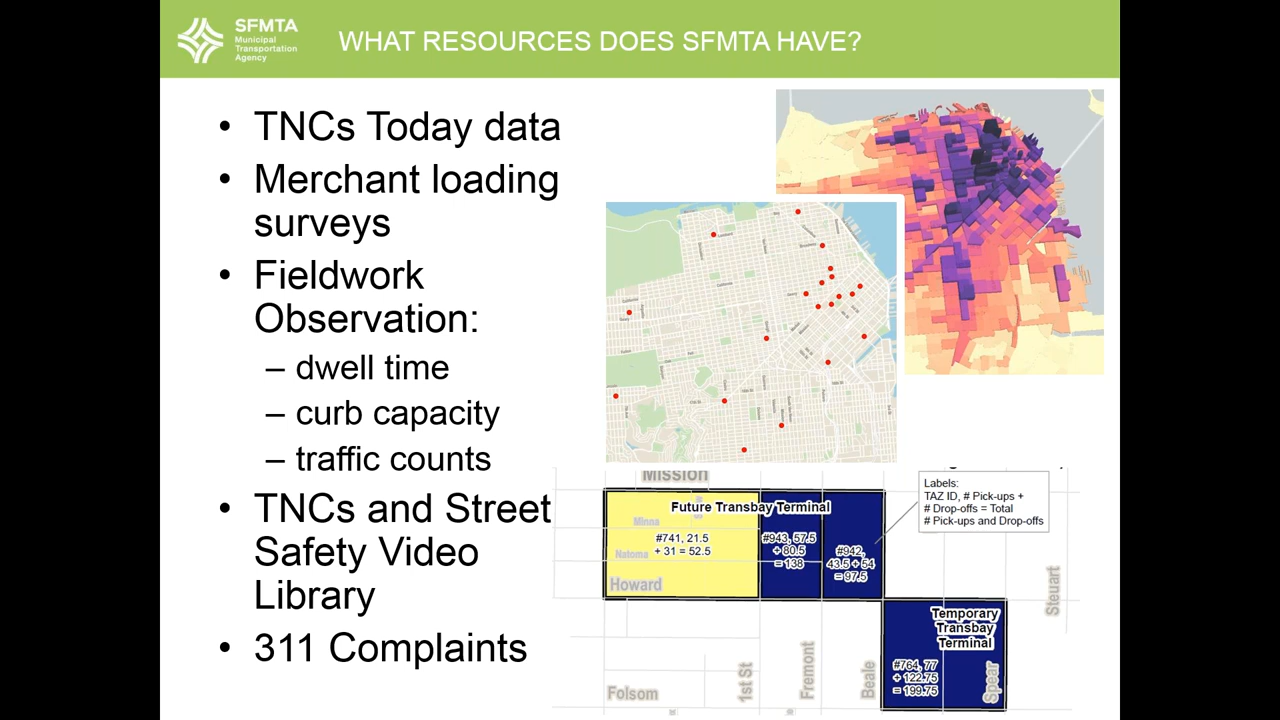 SFMTA
Municipal
Transportation
Agency
WHAT RESOURCES DOES SFMTA HAVE?
• TNCs Today data
• Merchant loading
surveys
• Fieldwork
Observation:
– dwell time
– curb capacity
– traffic counts
• TNCs and Street
Safety Video
Library
• 311 Complaints
Mission
Labels:
TAZ ID, # Pick-ups +
# Drop-offs = Total
# Pick-ups and Drop-offs
Future Transbay Terminal
Minna
Natoma
#741, 21.5
+ 31 = 52.5
#943, 57.5
+ 80.5
= 138
#942,
43.5 + 54
= 97.5
Howard
Steuart
Temporary
Transbay
Terminal
#764, 77
+ 122.75
= 199.75
Folsom
1st St
Fremont
Beale
Spear